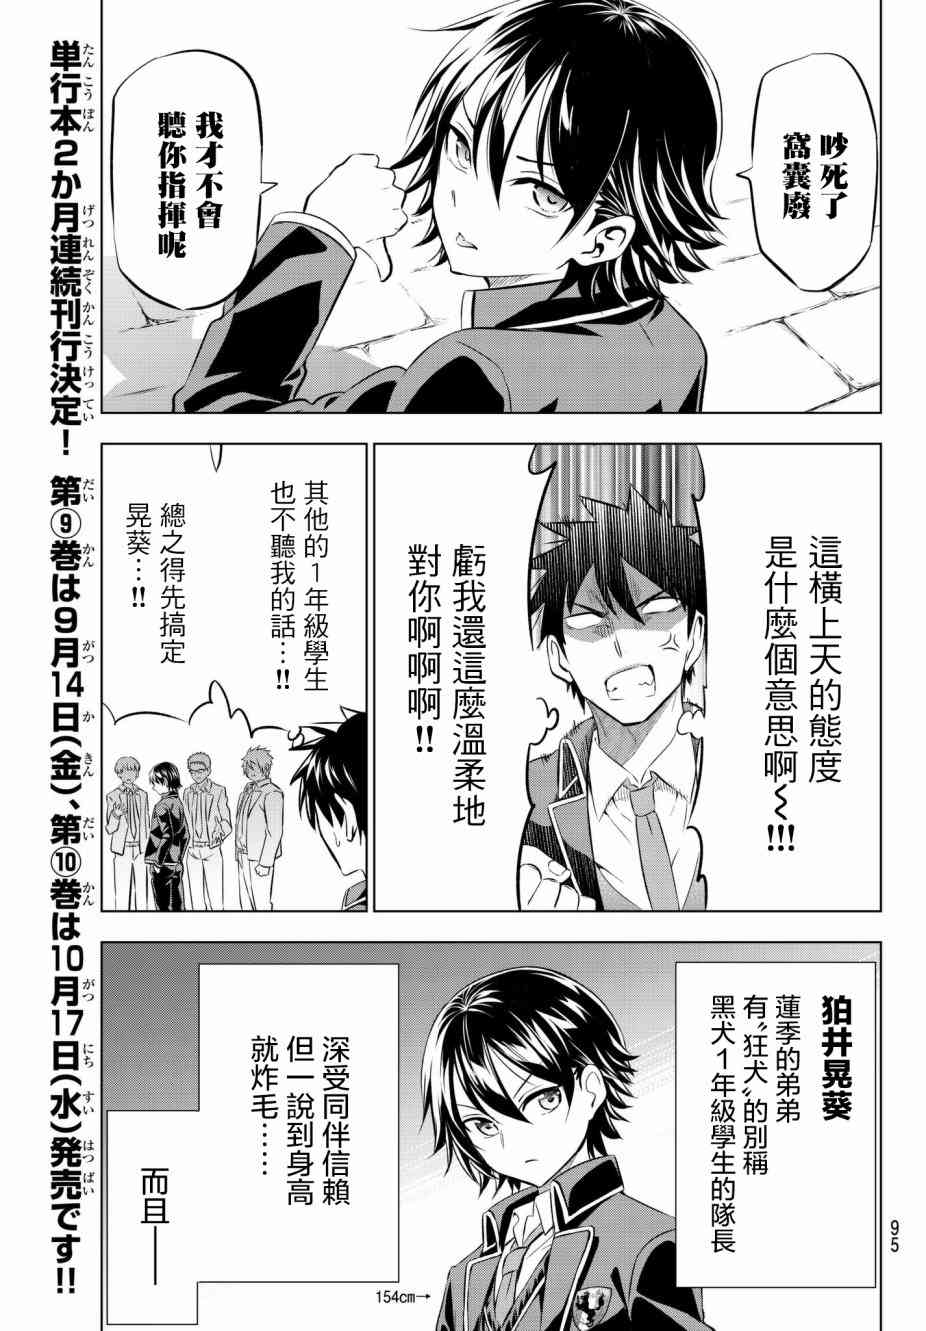 吵死了
窩囊廢
我才不會
聽你指揮呢
這橫上天的態度
是什麼個意思啊～!!!
虧我還這麼溫柔地
對你啊啊啊!!
其他的1年級學生
也不聽我的話…!!
總之得先搞定
晃葵…!!
狛井晃葵
蓮季的弟弟
有〝狂犬〟的別稱
黑犬1年級學生的隊長
深受同伴信賴
但一說到身高
就炸毛……
而且——
154cm→
95
単行本2か月連続刊行決定！ 第⑨巻は9月14日(金)、第⑩巻は10月17日(水)発売です!!
たんこうぼん げつれんぞくかんこうけってい だい かん がつ か きん だい かん がつ にち すい はつばい